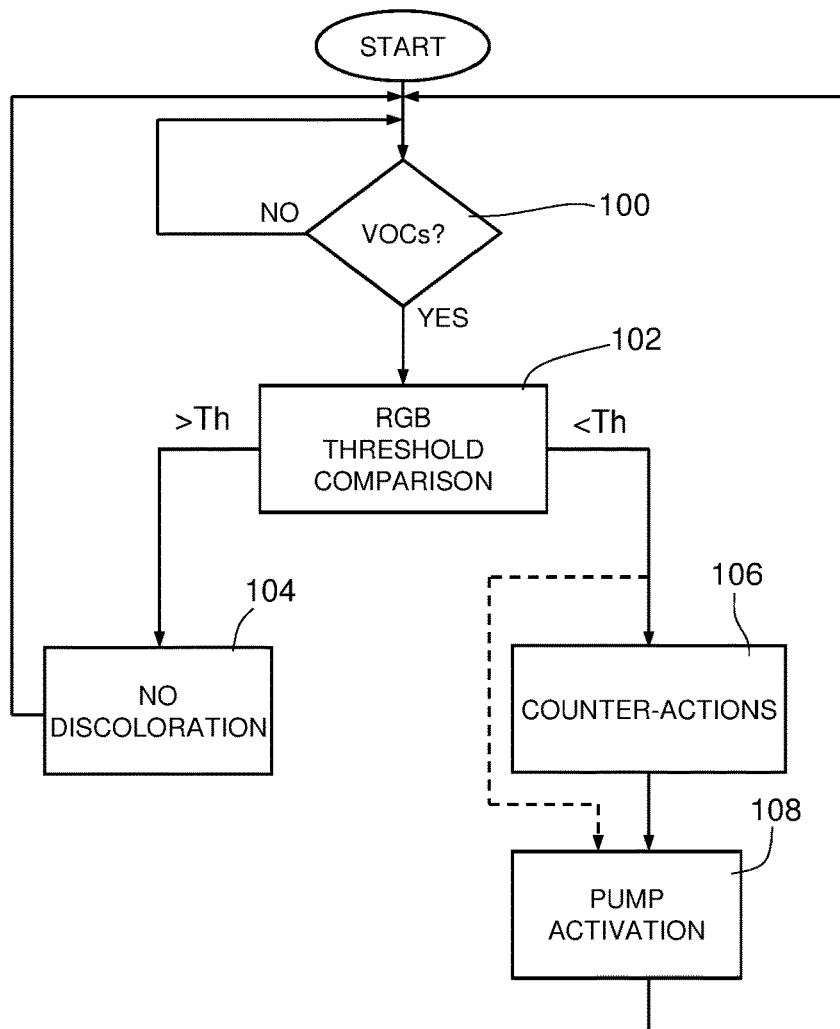 START
100
NO
VOCs?
YES
102
>Th
RGB
THRESHOLD
COMPARISON
<Th
104
106
NO
DISCOLORATION
COUNTER-ACTIONS
108
PUMP
ACTIVATION